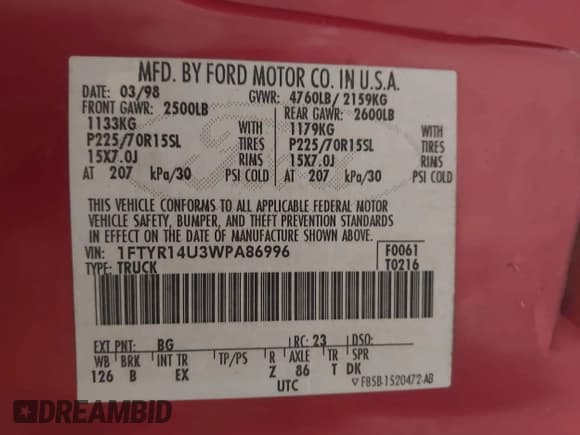 MFD. BY FORD MOTOR CO. IN U.S.A.
DATE: 03/98 GVWR: 4760LB/ 2159KG
FRONT GAWR: 2500LB REAR GAWR: 2600LB
1133KG WITH 1179KG WITH
P225/70R15SL TIRES P225/70R15SL TIRES
15X7.0J RIMS 15X7.0J RIMS
AT 207 kPa/30 PSI COLD AT 207 kPa/30 PSI COLD
THIS VEHICLE CONFORMS TO ALL APPLICABLE FEDERAL MOTOR
VEHICLE SAFETY, BUMPER, AND THEFT PREVENTION STANDARDS
IN EFFECT ON THE DATE OF MANUFACTURE SHOWN ABOVE.
VIN: 1FTYR14U3WPA86996 F0061
TYPE: TRUCK T0216
EXT PNT: BG RC: 23 DSO:
WB BRK INT TR TP/PS R AXLE TR SPR
126 B EX Z 86 T DK
UTC ▽F85B-1520472-AB
DREAMBID